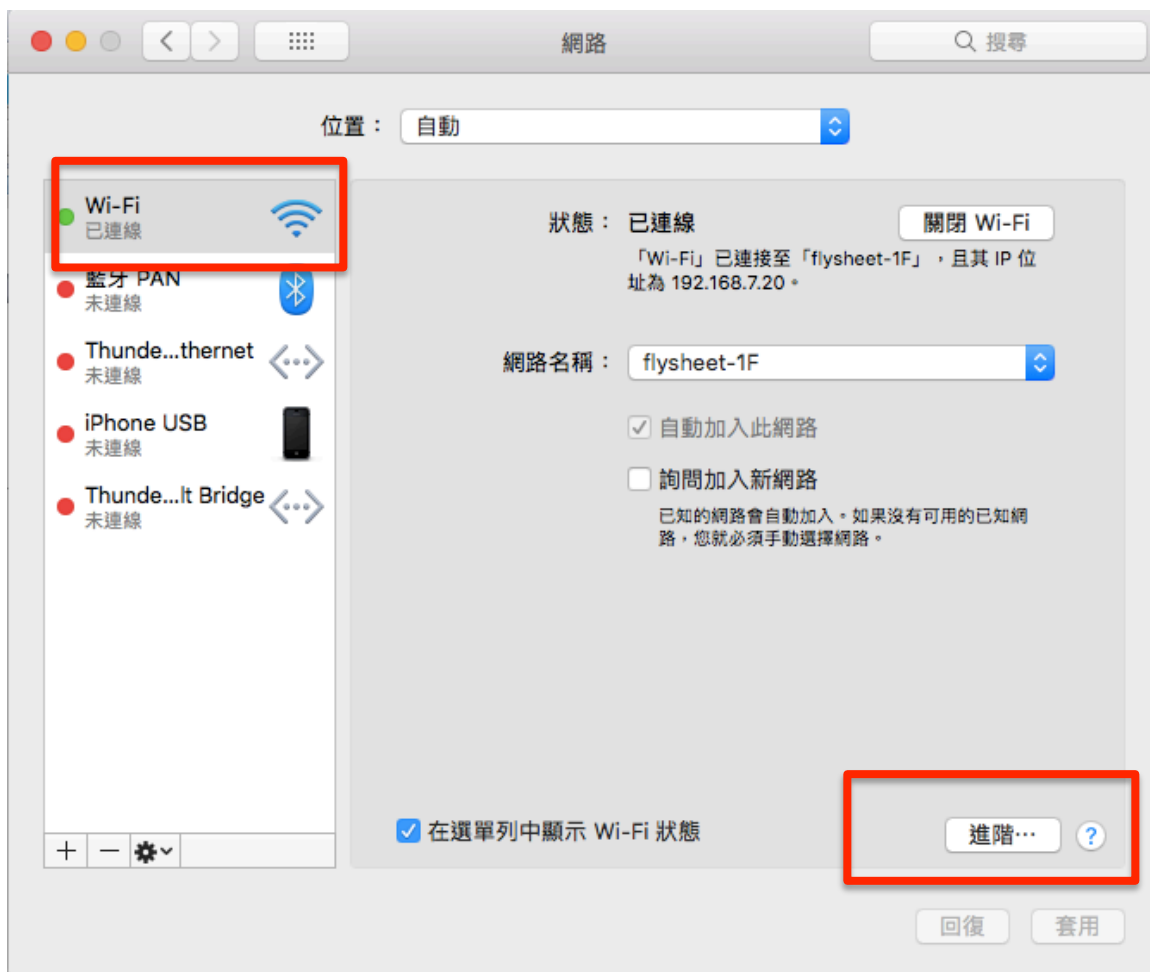 網路
搜尋
位置：
自動
Wi-Fi
已連線
藍牙 PAN
未連線
Thunde...thernet
未連線
iPhone USB
未連線
Thunde...lt Bridge
未連線
狀態：
已連線
關閉 Wi-Fi
「Wi-Fi」已連接至「flysheet-1F」，且其 IP 位
址為 192.168.7.20。
網路名稱：
flysheet-1F
自動加入此網路
詢問加入新網路
已知的網路會自動加入。如果沒有可用的已知網
路，您就必須手動選擇網路。
在選單列中顯示 Wi-Fi 狀態
進階⋯
?
回復
套用